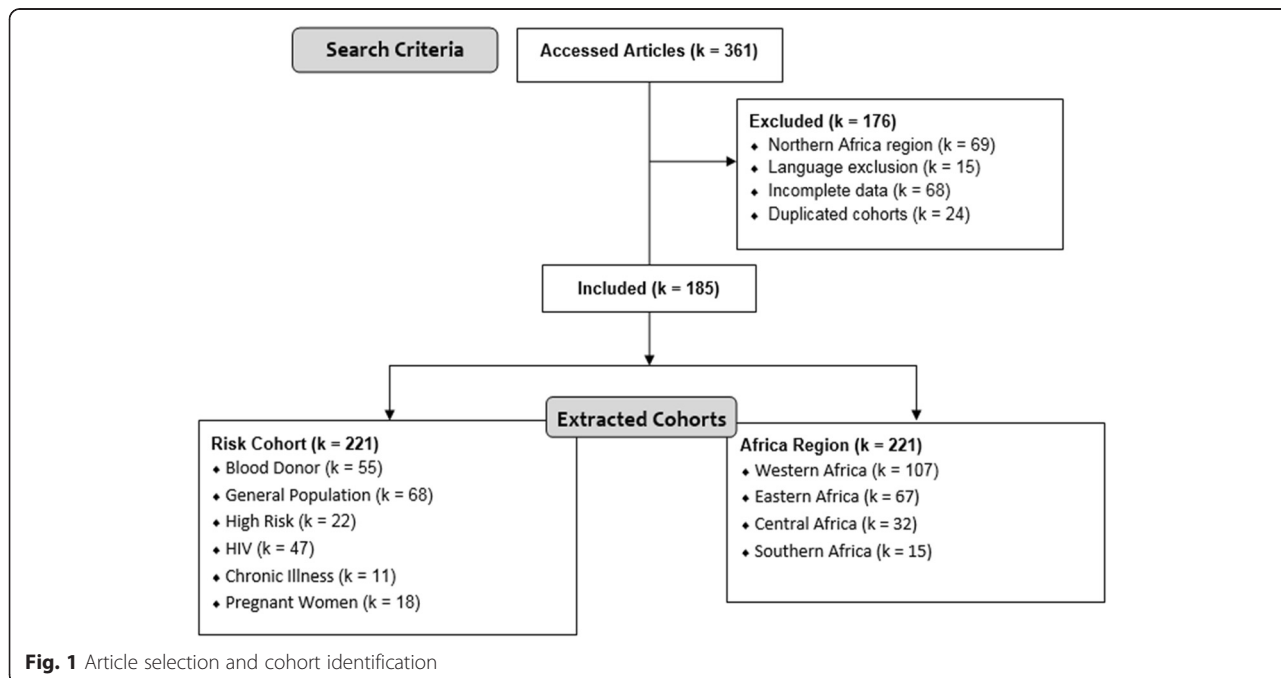 Search Criteria
Accessed Articles (k = 361)
Excluded (k = 176)
⬥ Northern Africa region (k = 69)
⬥ Language exclusion (k = 15)
⬥ Incomplete data (k = 68)
⬥ Duplicated cohorts (k = 24)
Included (k = 185)
Extracted Cohorts
Risk Cohort (k = 221)
⬥ Blood Donor (k = 55)
⬥ General Population (k = 68)
⬥ High Risk (k = 22)
⬥ HIV (k = 47)
⬥ Chronic Illness (k = 11)
⬥ Pregnant Women (k = 18)
Africa Region (k = 221)
⬥ Western Africa (k = 107)
⬥ Eastern Africa (k = 67)
⬥ Central Africa (k = 32)
⬥ Southern Africa (k = 15)
Fig. 1 Article selection and cohort identification